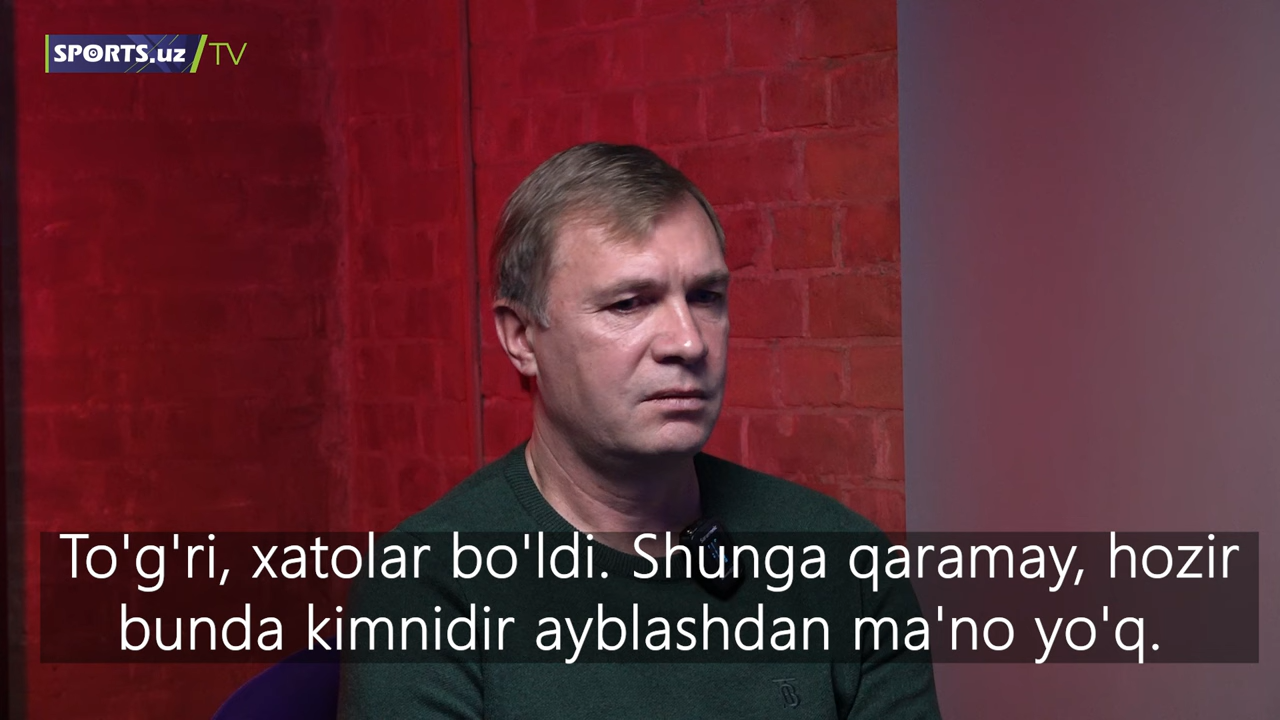 SPORTS.uz/TV
To'g'ri, xatolar bo'ldi. Shunga qaramay, hozir
bunda kimnidir ayblashdan ma'no yo'q.